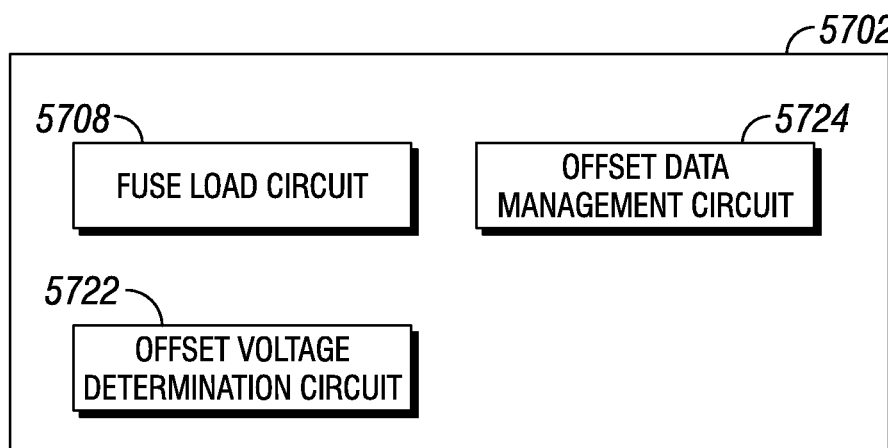 5702
5708
5724
FUSE LOAD CIRCUIT
OFFSET DATA
MANAGEMENT CIRCUIT
5722
OFFSET VOLTAGE
DETERMINATION CIRCUIT